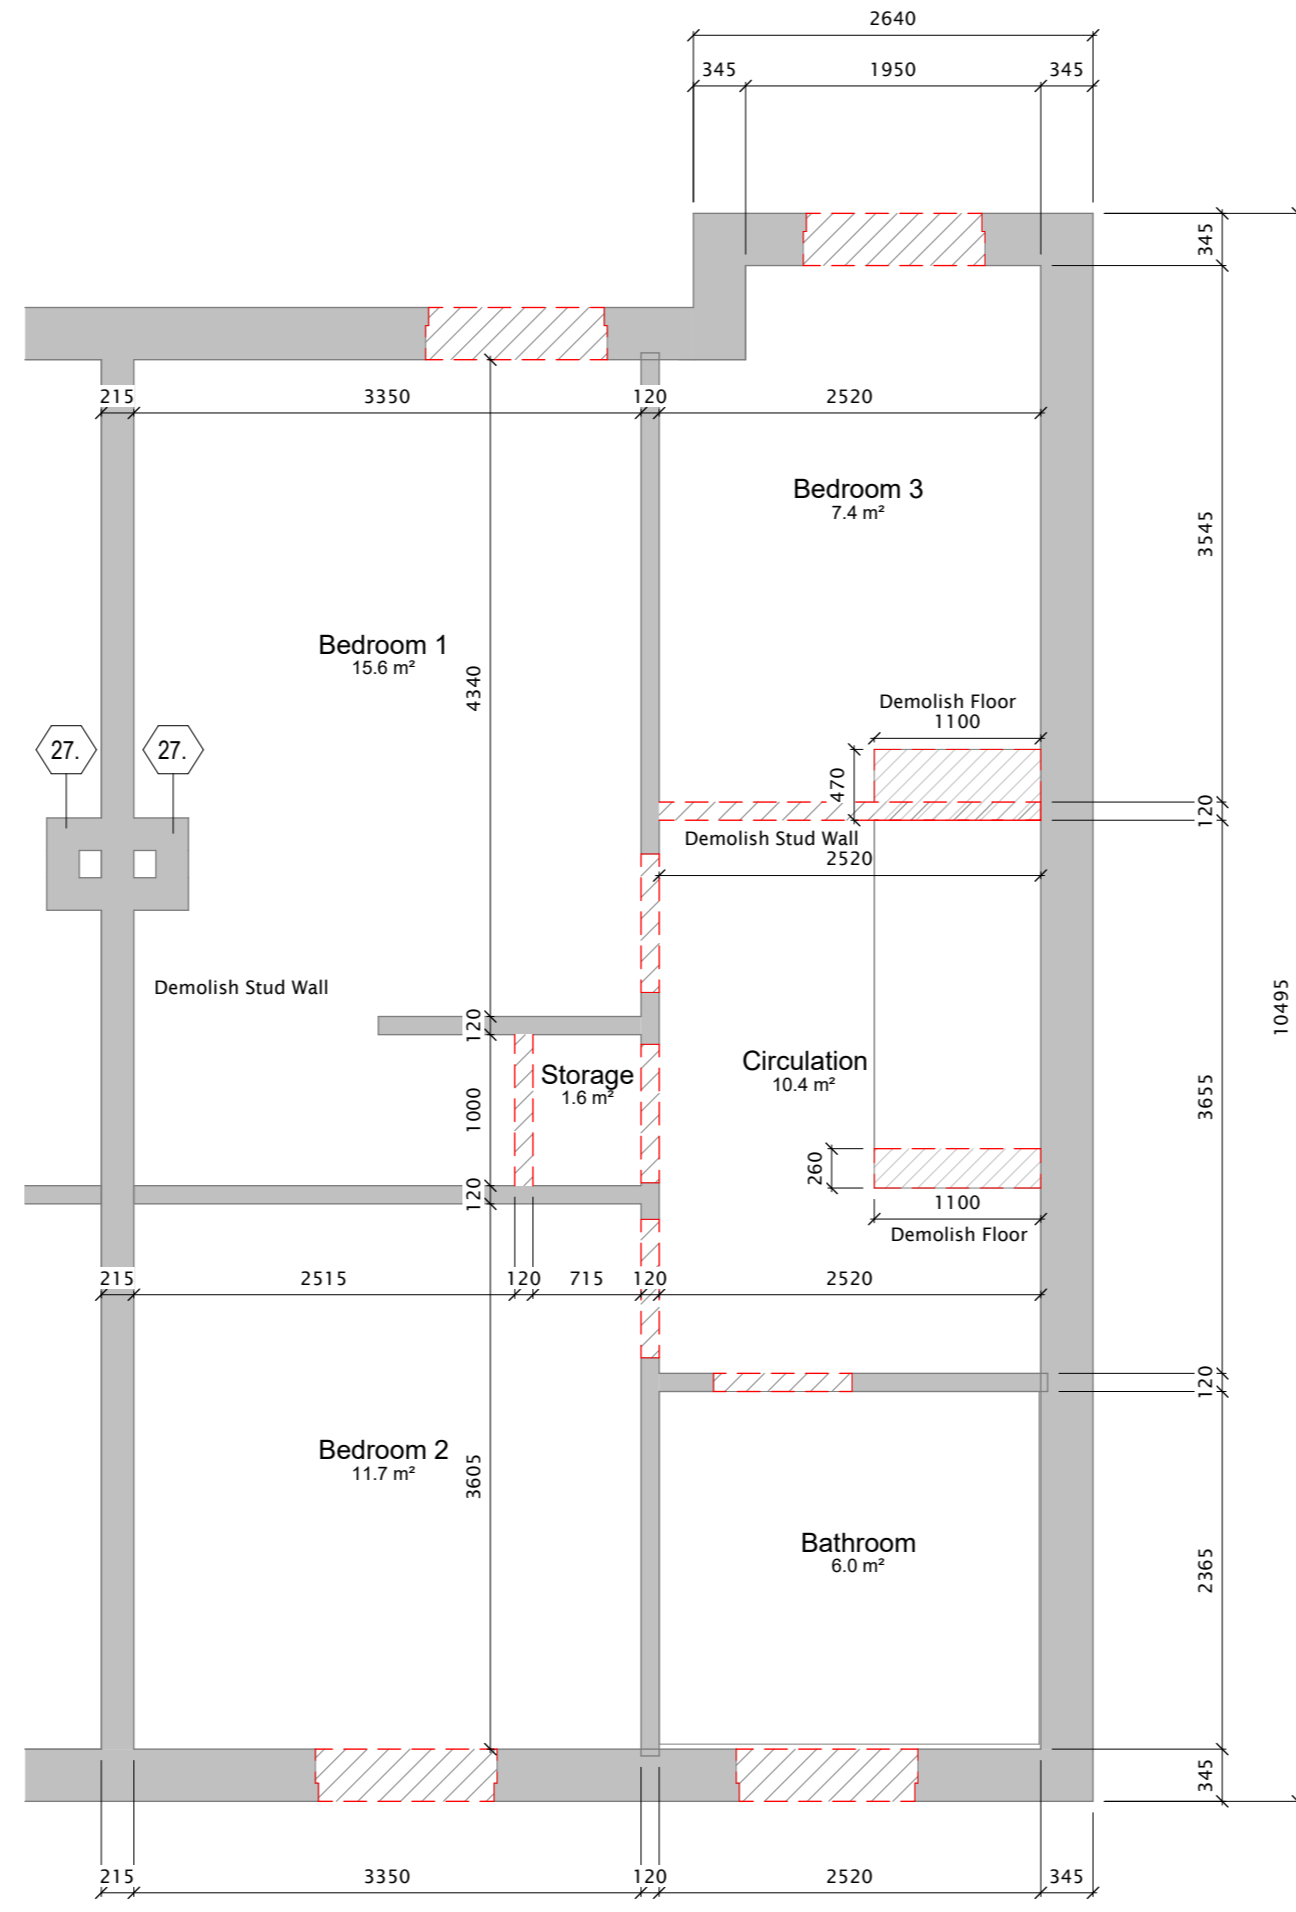 2640
345 1950 345
345
215 3350 120 2520
Bedroom 3
7.4 m²
3545
Bedroom 1
15.6 m²
4340
Demolish Floor
1100
27. 27.
470
120
Demolish Stud Wall
2520
Demolish Stud Wall
10495
120
Storage
1.6 m²
Circulation
10.4 m²
1000
3655
260
120
1100
Demolish Floor
215 2515 120 715 120 2520
120
Bedroom 2
11.7 m²
3605
Bathroom
6.0 m²
2365
345
215 3350 120 2520 345